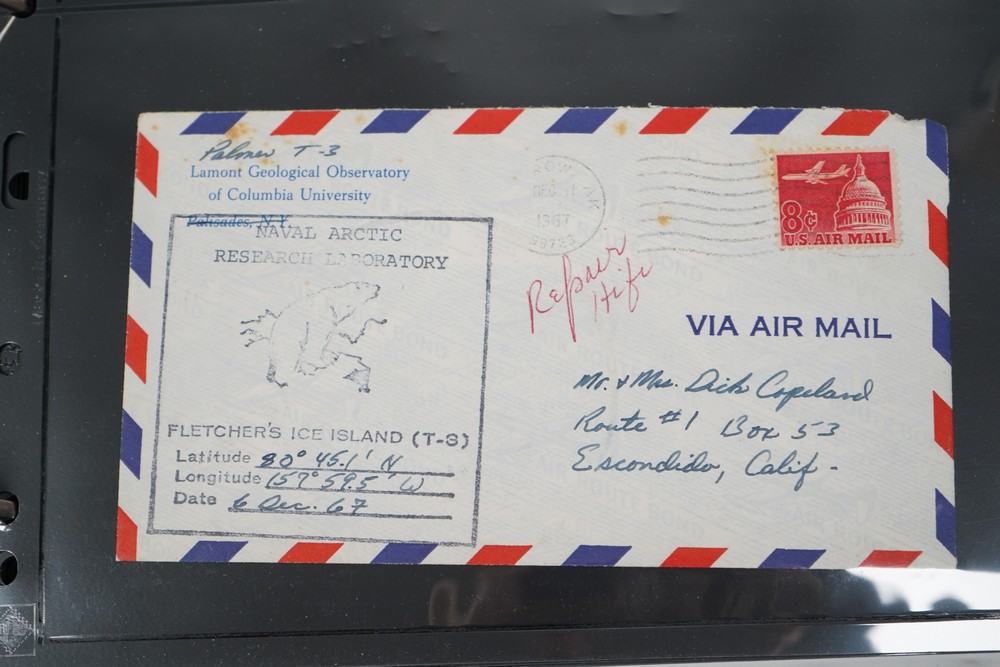 Palmer T-3
Lamont Geological Observatory
of Columbia University
Palisades, N.Y.
NAVAL ARCTIC
RESEARCH LABORATORY
FLETCHER'S ICE ISLAND (T-3)
Latitude 80° 45.1' N
Longitude 157° 59.5' W
Date 6 Dec. 67
DEC
1967
99723
8¢
U.S. AIR MAIL
Repair
Hifi
VIA AIR MAIL
Mr. & Mrs. Dick Copeland
Route #1 Box 53
Escondido, Calif.